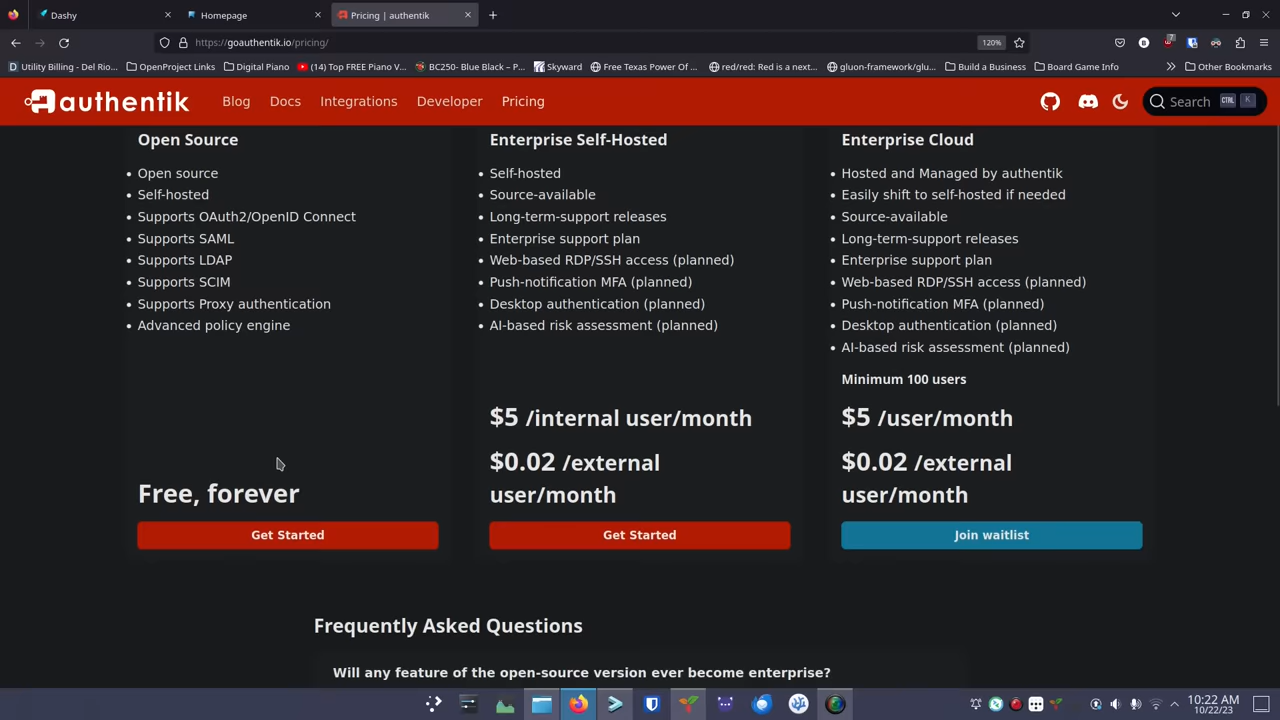 Dashy
Homepage
Pricing | authentik
https://goauthentik.io/pricing/
120%
7
Utility Billing - Del Rio...
OpenProject Links
Digital Piano
(14) Top FREE Piano V...
BC250- Blue Black – P...
Skyward
Free Texas Power Of ...
red/red: Red is a next...
gluon-framework/glu...
Build a Business
Board Game Info
Other Bookmarks
authentik
Blog
Docs
Integrations
Developer
Pricing
Search
CTRL
K
Open Source
Open source
Self-hosted
Supports OAuth2/OpenID Connect
Supports SAML
Supports LDAP
Supports SCIM
Supports Proxy authentication
Advanced policy engine
Free, forever
Get Started
Enterprise Self-Hosted
Self-hosted
Source-available
Long-term-support releases
Enterprise support plan
Web-based RDP/SSH access (planned)
Push-notification MFA (planned)
Desktop authentication (planned)
AI-based risk assessment (planned)
$5 /internal user/month
$0.02 /external
user/month
Get Started
Enterprise Cloud
Hosted and Managed by authentik
Easily shift to self-hosted if needed
Source-available
Long-term-support releases
Enterprise support plan
Web-based RDP/SSH access (planned)
Push-notification MFA (planned)
Desktop authentication (planned)
AI-based risk assessment (planned)
Minimum 100 users
$5 /user/month
$0.02 /external
user/month
Join waitlist
Frequently Asked Questions
Will any feature of the open-source version ever become enterprise?
10:22 AM
10/22/23